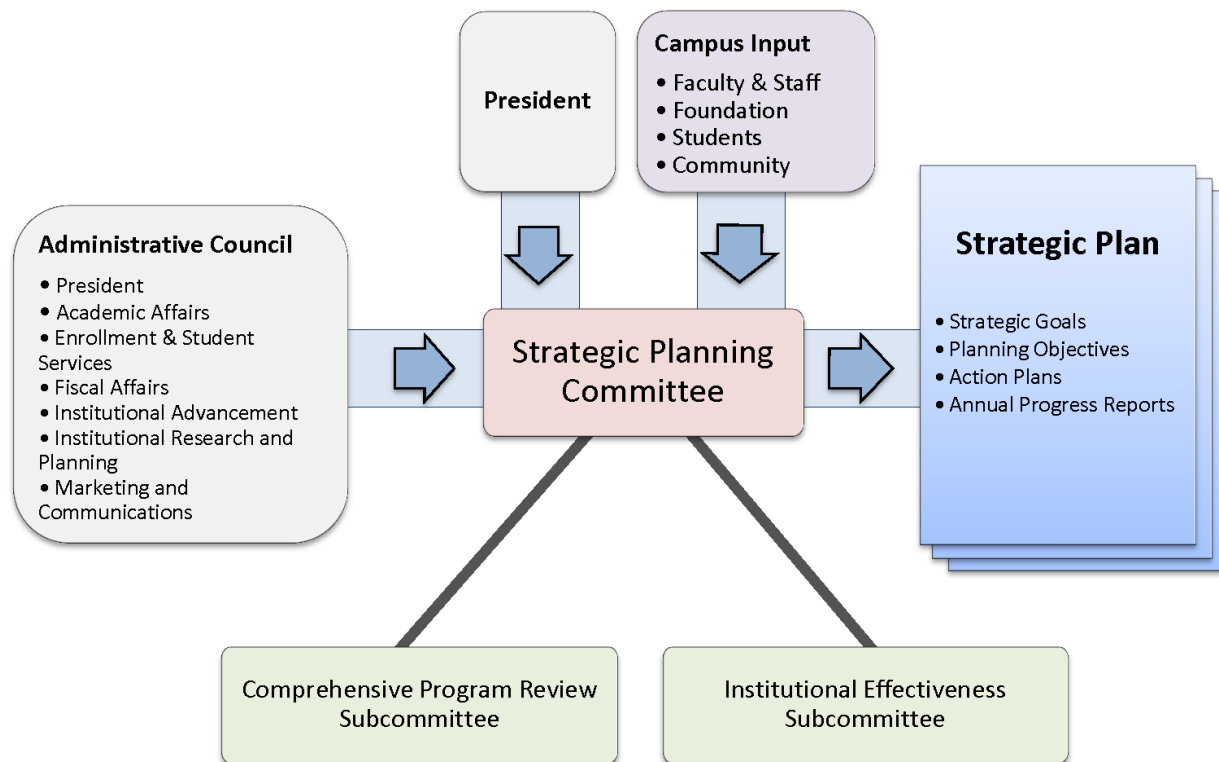 President
Campus Input
• Faculty & Staff
• Foundation
• Students
• Community
Administrative Council
• President
• Academic Affairs
• Enrollment & Student
Services
• Fiscal Affairs
• Institutional Advancement
• Institutional Research and
Planning
• Marketing and
Communications
Strategic Planning
Committee
Strategic Plan
• Strategic Goals
• Planning Objectives
• Action Plans
• Annual Progress Reports
Comprehensive Program Review
Subcommittee
Institutional Effectiveness
Subcommittee